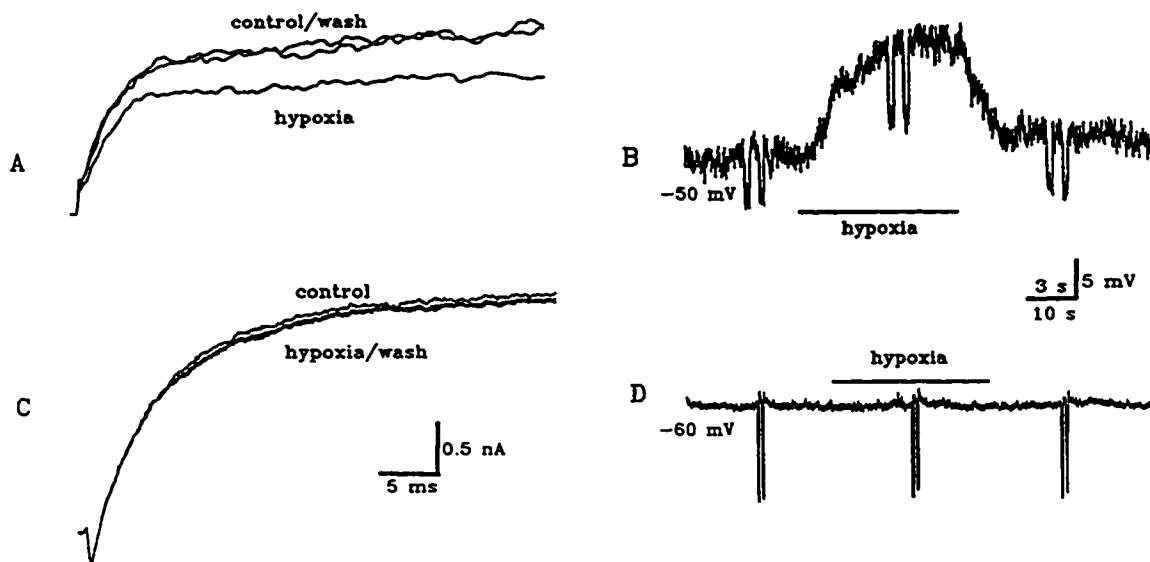 control/wash
hypoxia
A
B
-50 mV
hypoxia
3 s
5 mV
10 s
control
hypoxia/wash
C
0.5 nA
5 ms
hypoxia
D
-60 mV